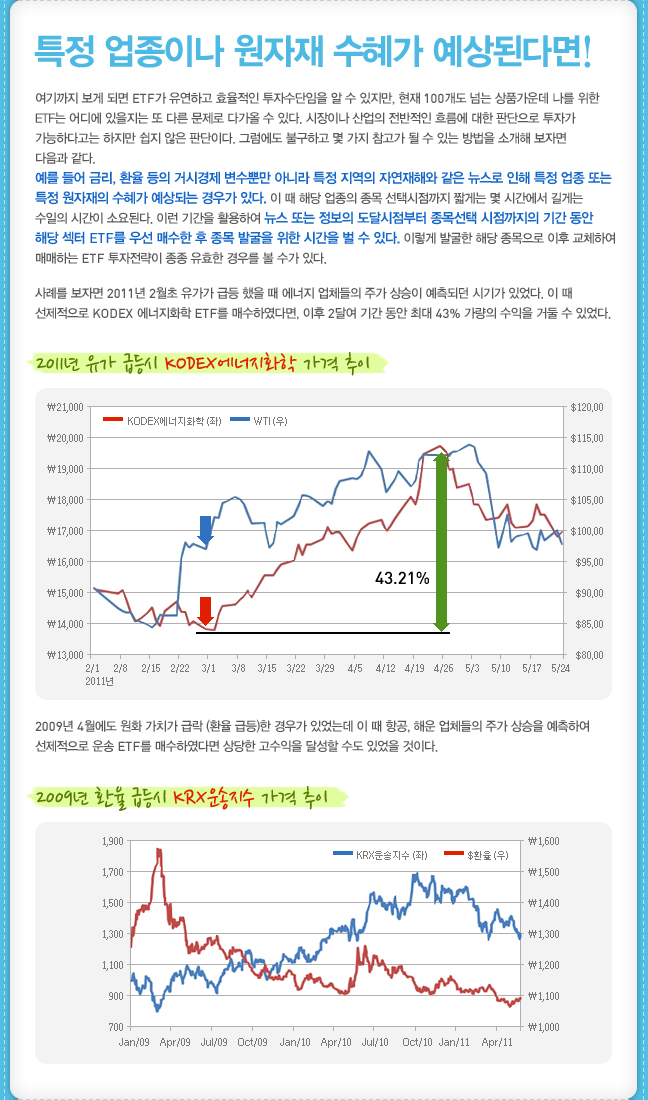 특정 업종이나 원자재 수혜가 예상된다면!
여기까지 보게 되면 ETF가 유연하고 효율적인 투자수단임을 알 수 있지만, 현재 100개도 넘는 상품가운데 나를 위한
ETF는 어디에 있을지는 또 다른 문제로 다가올 수 있다. 시장이나 산업의 전반적인 흐름에 대한 판단으로 투자가
가능하다고는 하지만 쉽지 않은 판단이다. 그럼에도 불구하고 몇 가지 참고가 될 수 있는 방법을 소개해 보자면
다음과 같다.
예를 들어 금리, 환율 등의 거시경제 변수뿐만 아니라 특정 지역의 자연재해와 같은 뉴스로 인해 특정 업종 또는
특정 원자재의 수혜가 예상되는 경우가 있다. 이 때 해당 업종의 종목 선택시점까지 짧게는 몇 시간에서 길게는
수일의 시간이 소요된다. 이런 기간을 활용하여 뉴스 또는 정보의 도달시점부터 종목선택 시점까지의 기간 동안
해당 섹터 ETF를 우선 매수한 후 종목 발굴을 위한 시간을 벌 수 있다. 이렇게 발굴한 해당 종목으로 이후 교체하여
매매하는 ETF 투자전략이 종종 유효한 경우를 볼 수가 있다.
사례를 보자면 2011년 2월초 유가가 급등 했을 때 에너지 업체들의 주가 상승이 예측되던 시기가 있었다. 이 때
선제적으로 KODEX 에너지화학 ETF를 매수하였다면, 이후 2달여 기간 동안 최대 43% 가량의 수익을 거둘 수 있었다.
2011년 유가 급등시 KODEX에너지화학 가격 추이
₩21,000 $120,00
KODEX에너지화학 (좌) WTI (우)
₩20,000 $115,00
₩19,000 $110,00
₩18,000 $105,00
₩17,000 $100,00
₩16,000 $95,00
43.21%
₩15,000 $90,00
₩14,000 $85,00
₩13,000 $80,00
2/1 2/8 2/15 2/22 3/1 3/8 3/15 3/22 3/29 4/5 4/12 4/19 4/26 5/3 5/10 5/17 5/24
2011년
2009년 4월에도 원화 가치가 급락 (환율 급등)한 경우가 있었는데 이 때 항공, 해운 업체들의 주가 상승을 예측하여
선제적으로 운송 ETF를 매수하였다면 상당한 고수익을 달성할 수도 있었을 것이다.
2009년 환율 급등시 KRX운송지수 가격 추이
1,900 ₩1,600
KRX운송지수 (좌) $환율 (우)
1,700 ₩1,500
1,500 ₩1,400
1,300 ₩1,300
1,100 ₩1,200
900 ₩1,100
700 ₩1,000
Jan/09 Apr/09 Jul/09 Oct/09 Jan/10 Apr/10 Jul/10 Oct/10 Jan/11 Apr/11